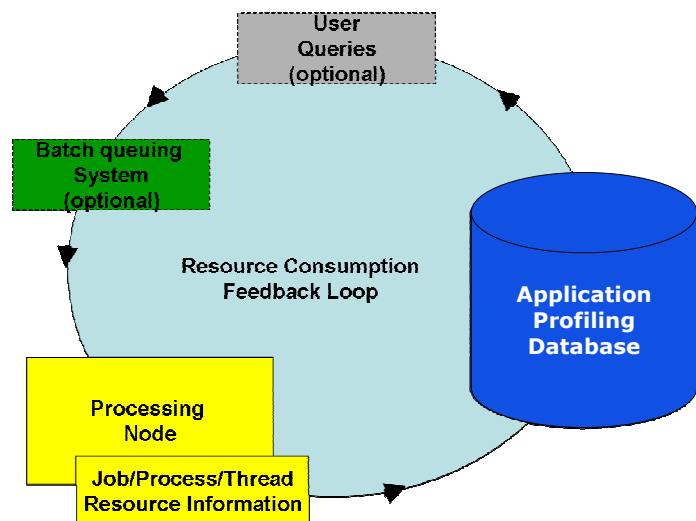 User
Queries
(optional)
Batch queuing
System
(optional)
Resource Consumption
Feedback Loop
Application
Profiling
Database
Processing
Node
Job/Process/Thread
Resource Information